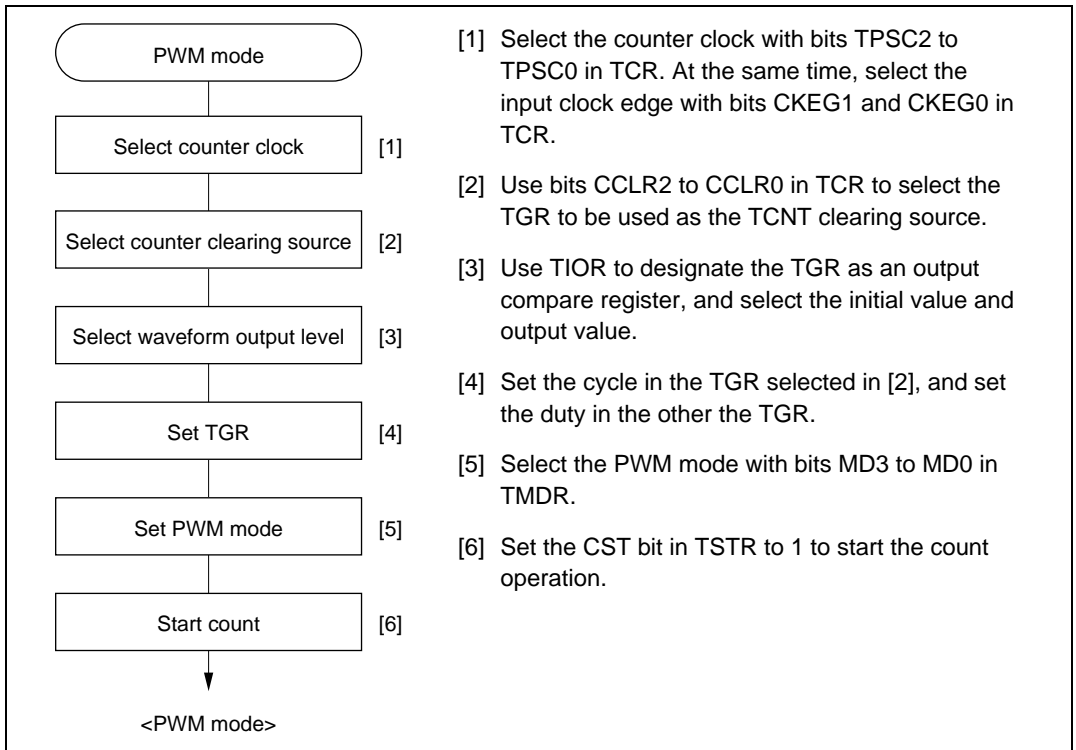 PWM mode
Select counter clock [1]
Select counter clearing source [2]
Select waveform output level [3]
Set TGR [4]
Set PWM mode [5]
Start count [6]
<PWM mode>
[1] Select the counter clock with bits TPSC2 to
TPSC0 in TCR. At the same time, select the
input clock edge with bits CKEG1 and CKEG0 in
TCR.
[2] Use bits CCLR2 to CCLR0 in TCR to select the
TGR to be used as the TCNT clearing source.
[3] Use TIOR to designate the TGR as an output
compare register, and select the initial value and
output value.
[4] Set the cycle in the TGR selected in [2], and set
the duty in the other the TGR.
[5] Select the PWM mode with bits MD3 to MD0 in
TMDR.
[6] Set the CST bit in TSTR to 1 to start the count
operation.